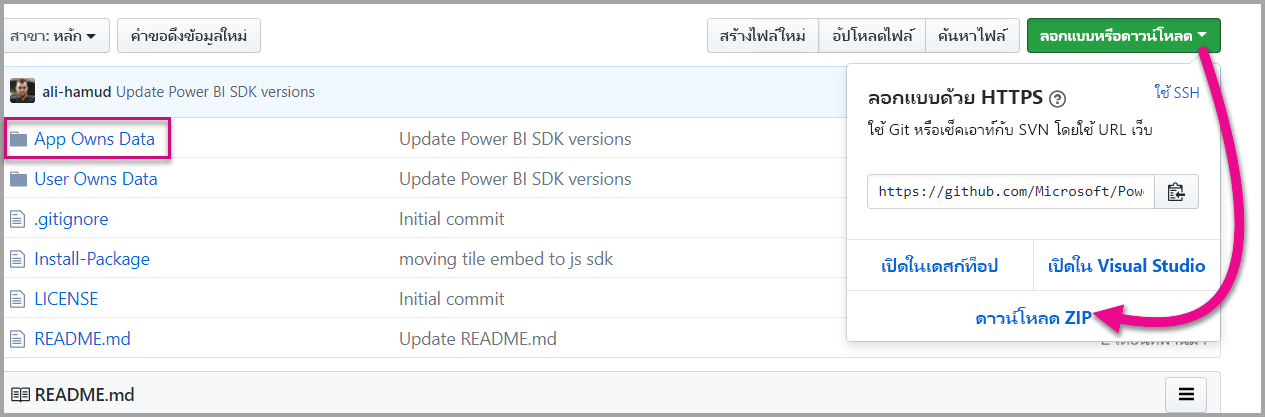 สาขา: หลัก
คำขอดึงข้อมูลใหม่
สร้างไฟล์ใหม่
อัปโหลดไฟล์
ค้นหาไฟล์
ลอกแบบหรือดาวน์โหลด
ali-hamud Update Power BI SDK versions
App Owns Data
Update Power BI SDK versions
User Owns Data
Update Power BI SDK versions
.gitignore
Initial commit
Install-Package
moving tile embed to js sdk
LICENSE
Initial commit
README.md
Update README.md
ลอกแบบด้วย HTTPS
ใช้ SSH
ใช้ Git หรือเช็คเอาท์กับ SVN โดยใช้ URL เว็บ
https://github.com/Microsoft/Pow
เปิดในเดสก์ท็อป
เปิดใน Visual Studio
ดาวน์โหลด ZIP
README.md